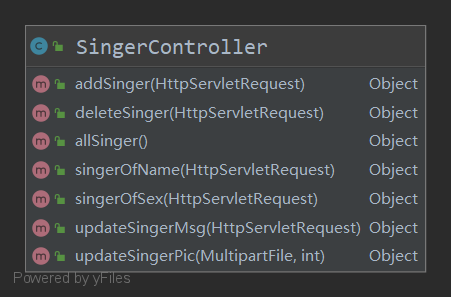 SingerController
addSinger(HttpServletRequest) Object
deleteSinger(HttpServletRequest) Object
allSinger() Object
singerOfName(HttpServletRequest) Object
singerOfSex(HttpServletRequest) Object
updateSingerMsg(HttpServletRequest) Object
updateSingerPic(MultipartFile, int) Object
Powered by yFiles